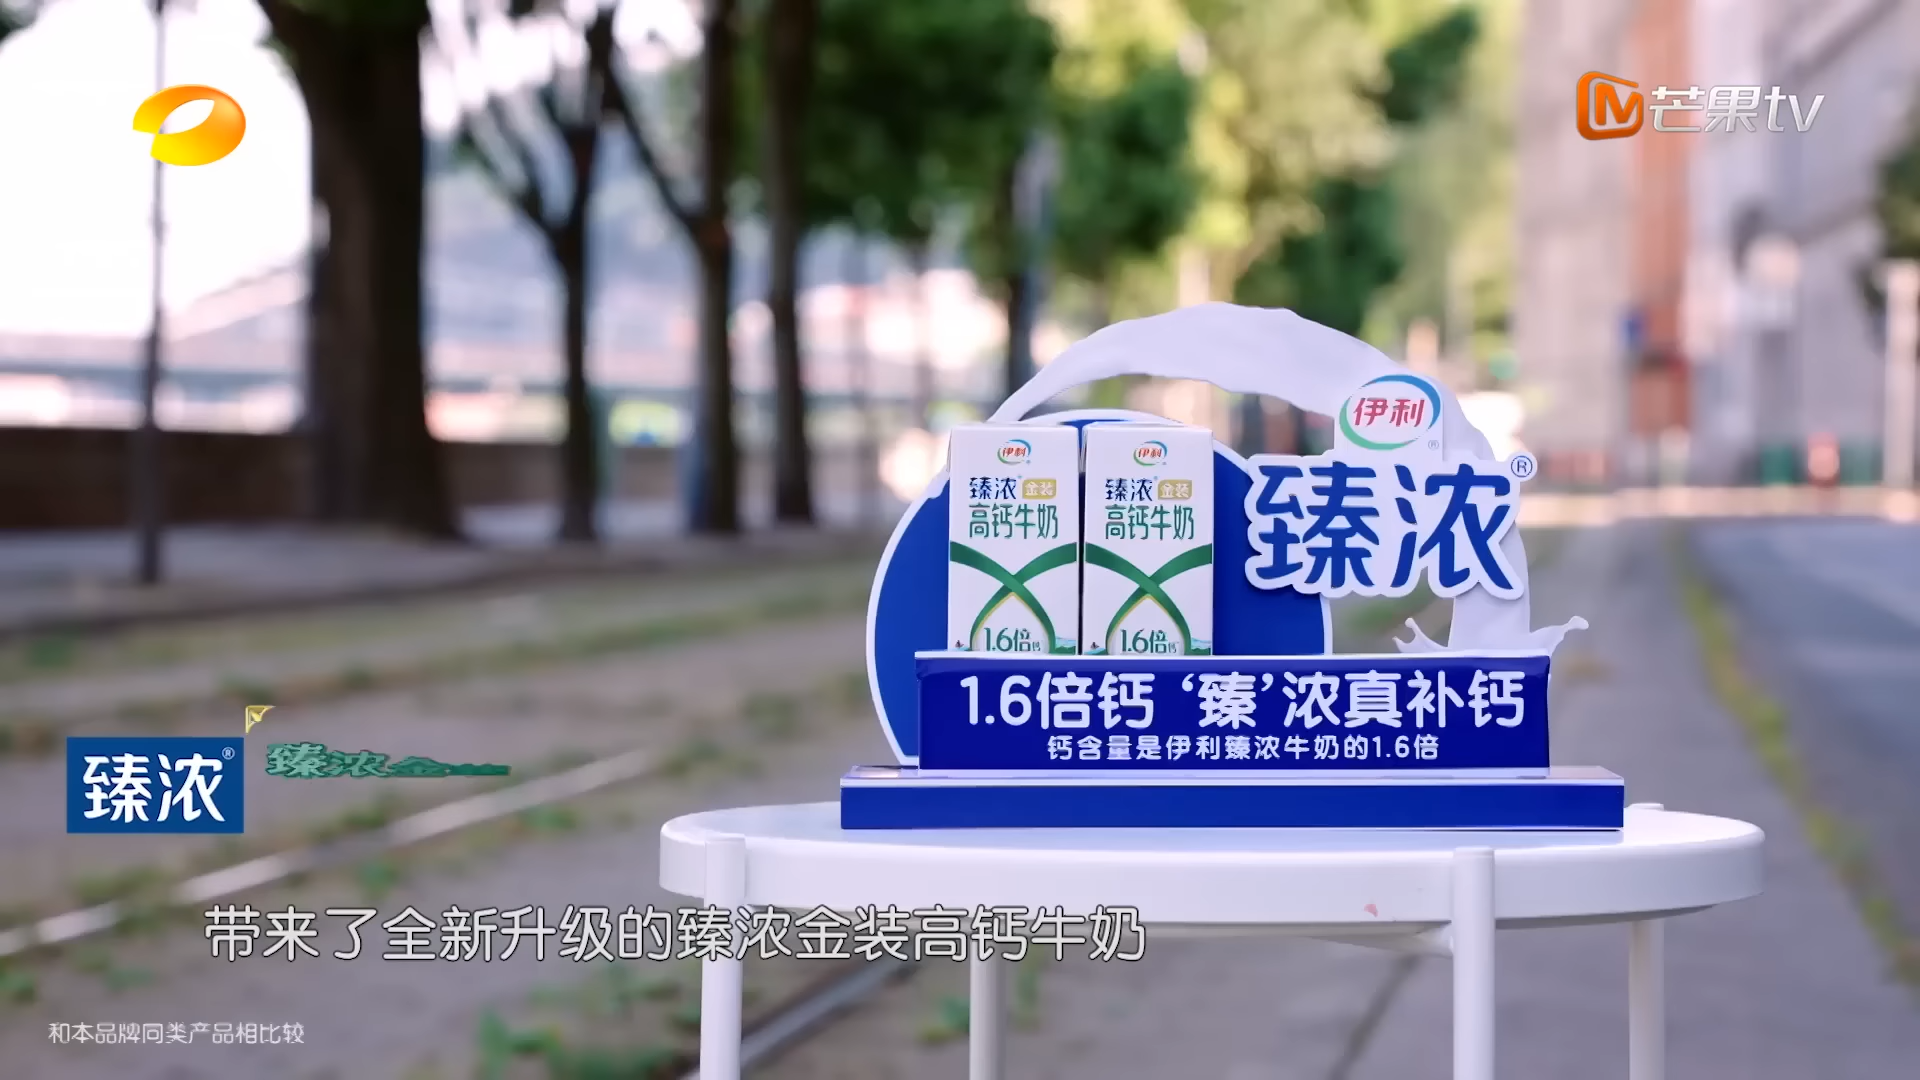 芒果tv
伊利
臻浓®
伊利
臻浓 金装
高钙牛奶
1.6倍钙
伊利
臻浓 金装
高钙牛奶
1.6倍钙
1.6倍钙 ‘臻’浓真补钙
钙含量是伊利臻浓牛奶的1.6倍
臻浓®
臻浓金
带来了全新升级的臻浓金装高钙牛奶
和本品牌同类产品相比较